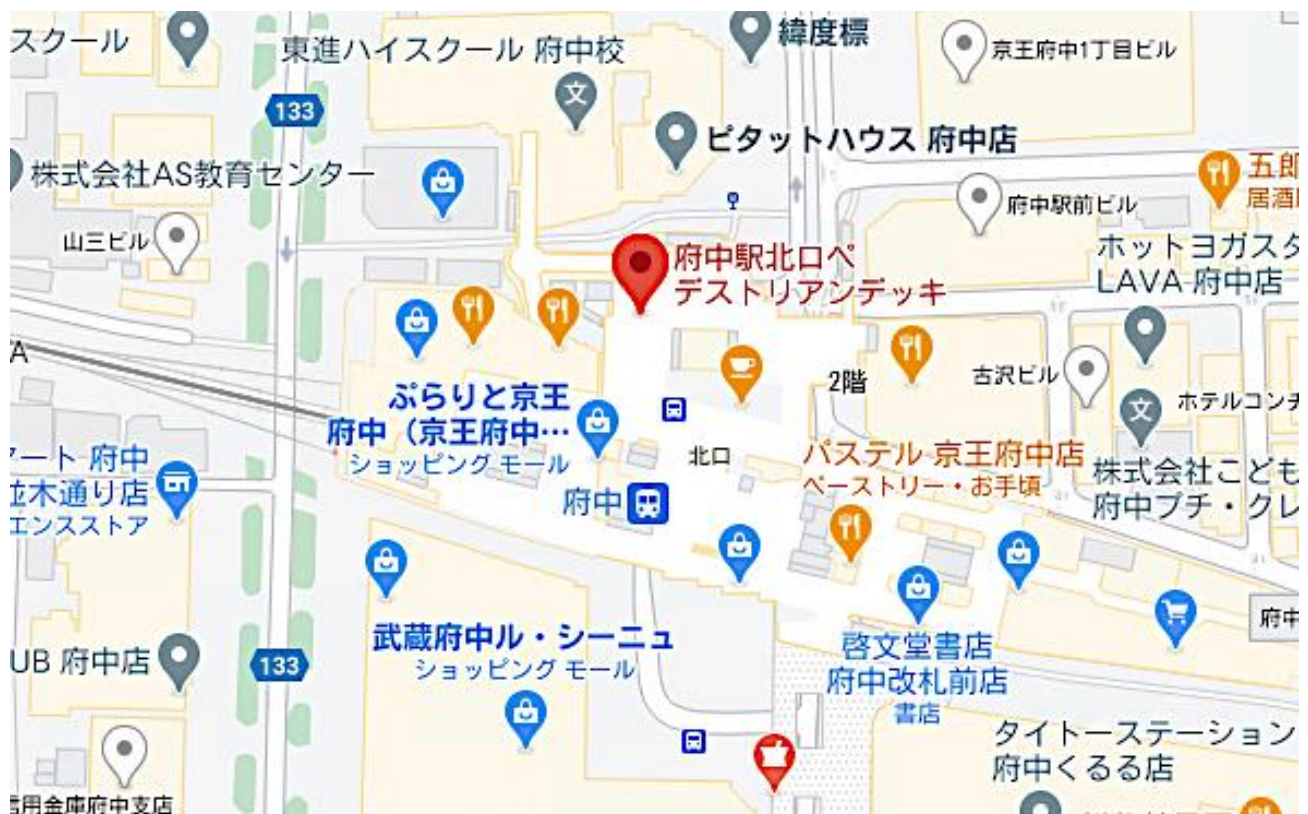 スクール
東進ハイスクール 府中校
緯度標
京王府中1丁目ビル
133
ピタットハウス 府中店
株式会社AS教育センター
五郎
居酒
府中駅前ビル
山三ビル
府中駅北口ペ
デストリアンデッキ
ホットヨガスタ
LAVA 府中店
A
2階
古沢ビル
ぷらりと京王
府中（京王府中…
ショッピング モール
ホテルコンチ
北口
パステル 京王府中店
ペーストリー・お手頃
株式会社こども
府中プチ・クレ
ート 府中
並木通り店
エンスストア
府中
武蔵府中ル・シーニュ
ショッピング モール
啓文堂書店
府中改札前店
書店
府中
UB 府中店
133
タイトーステーション
府中くるる店
信用金庫府中支店